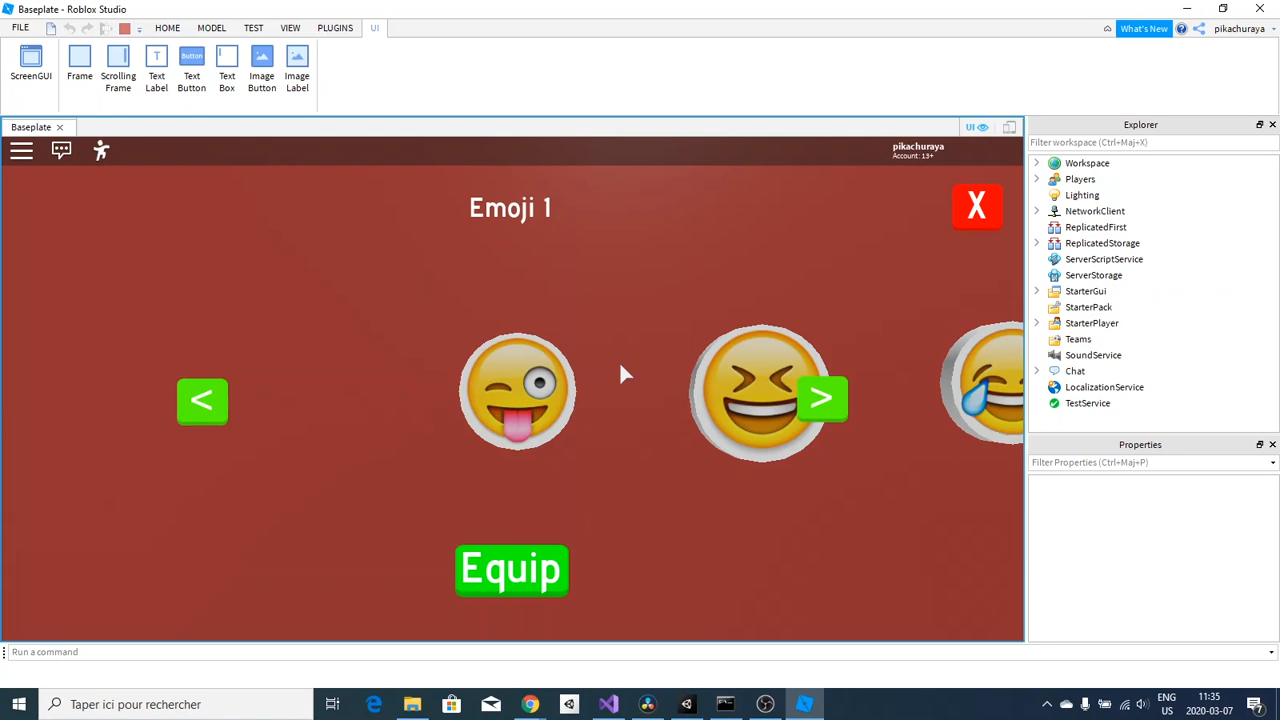 Baseplate - Roblox Studio
FILE
HOME
MODEL
TEST
VIEW
PLUGINS
UI
What's New
pikachuraya
ScreenGUI
Frame
Scrolling
Frame
Text
Label
Button
Text
Button
Text
Box
Image
Button
Image
Label
Baseplate
UI
pikachuraya
Account: 13+
Emoji 1
X
<
>
Equip
Explorer
Filter workspace (Ctrl+Maj+X)
Workspace
Players
Lighting
NetworkClient
ReplicatedFirst
ReplicatedStorage
ServerScriptService
ServerStorage
StarterGui
StarterPack
StarterPlayer
Teams
SoundService
Chat
LocalizationService
TestService
Properties
Filter Properties (Ctrl+Maj+P)
Run a command
Taper ici pour rechercher
ENG
US
11:35
2020-03-07